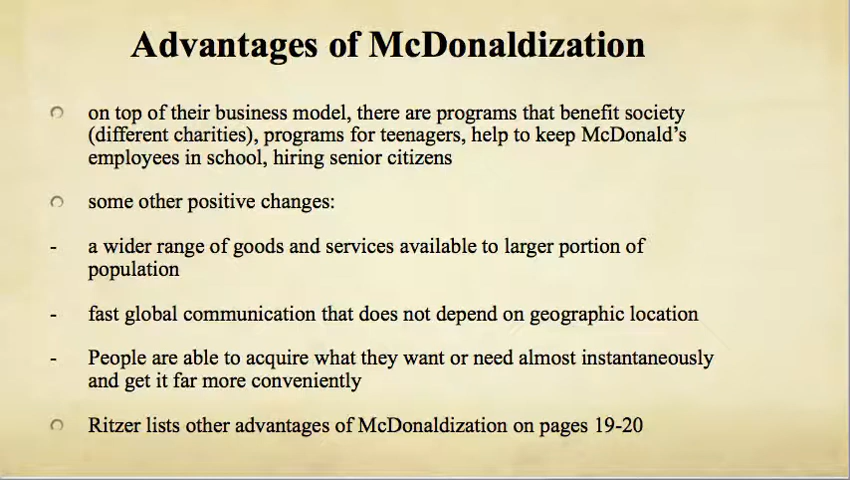 Advantages of McDonaldization
on top of their business model, there are programs that benefit society
(different charities), programs for teenagers, help to keep McDonald's
employees in school, hiring senior citizens
some other positive changes:
- a wider range of goods and services available to larger portion of
population
- fast global communication that does not depend on geographic location
- People are able to acquire what they want or need almost instantaneously
and get it far more conveniently
Ritzer lists other advantages of McDonaldization on pages 19-20